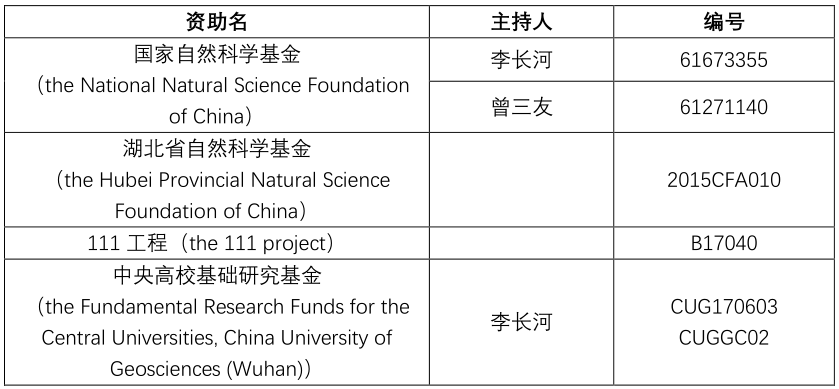 资助名 主持人 编号
国家自然科学基金
（the National Natural Science Foundation
of China）
李长河 61673355
曾三友 61271140
湖北省自然科学基金
（the Hubei Provincial Natural Science
Foundation of China）
2015CFA010
111 工程（the 111 project） B17040
中央高校基础研究基金
（the Fundamental Research Funds for the
Central Universities, China University of
Geosciences (Wuhan)）
李长河
CUG170603
CUGGC02